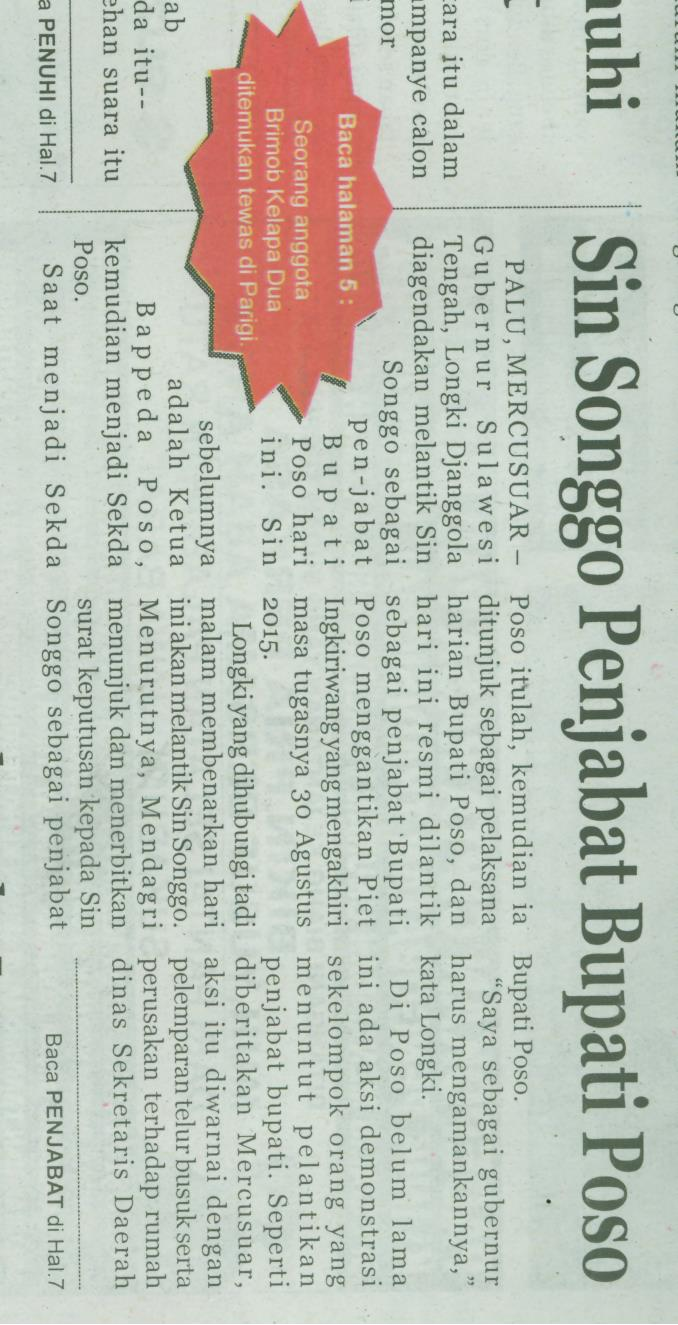 nuhi
ara itu dalam
ampanye calon
mor
ab
da itu--
ehan suara itu
a PENUHI di Hal.7
Baca halaman 5 :
Seorang anggota
Brimob Kelapa Dua
ditemukan tewas di Parigi.
Sin Songgo Penjabat Bupati Poso
PALU, MERCUSUAR –
Gubernur Sulawesi
Tengah, Longki Djanggola
diagendakan melantik Sin
Songgo sebagai
pen-jabat
Bupati
Poso hari
ini. Sin
sebelumnya
adalah Ketua
Bappeda Poso,
kemudian menjadi Sekda
Poso.
Saat menjadi Sekda
Poso itulah, kemudian ia
ditunjuk sebagai pelaksana
harian Bupati Poso, dan
hari ini resmi dilantik
sebagai penjabat Bupati
Poso menggantikan Piet
Ingkiriwang yang mengakhiri
masa tugasnya 30 Agustus
2015.
Longki yang dihubungi tadi
malam membenarkan hari
ini akan melantik Sin Songgo.
Menurutnya, Mendagri
menunjuk dan menerbitkan
surat keputusan kepada Sin
Songgo sebagai penjabat
Bupati Poso.
“Saya sebagai gubernur
harus mengamankannya,”
kata Longki.
Di Poso belum lama
ini ada aksi demonstrasi
sekelompok orang yang
menuntut pelantikan
penjabat bupati. Seperti
diberitakan Mercusuar,
aksi itu diwarnai dengan
pelemparan telur busuk serta
perusakan terhadap rumah
dinas Sekretaris Daerah
Baca PENJABAT di Hal.7